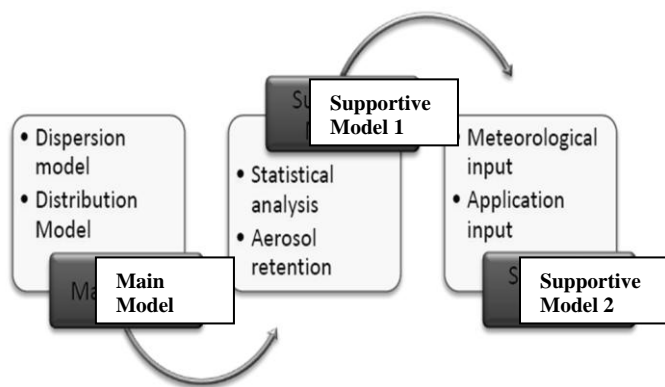 • Dispersion
model
• Distribution
Model
Main
Model
Supportive
Model 1
• Statistical
analysis
• Aerosol
retention
• Meteorological
input
• Application
input
Supportive
Model 2